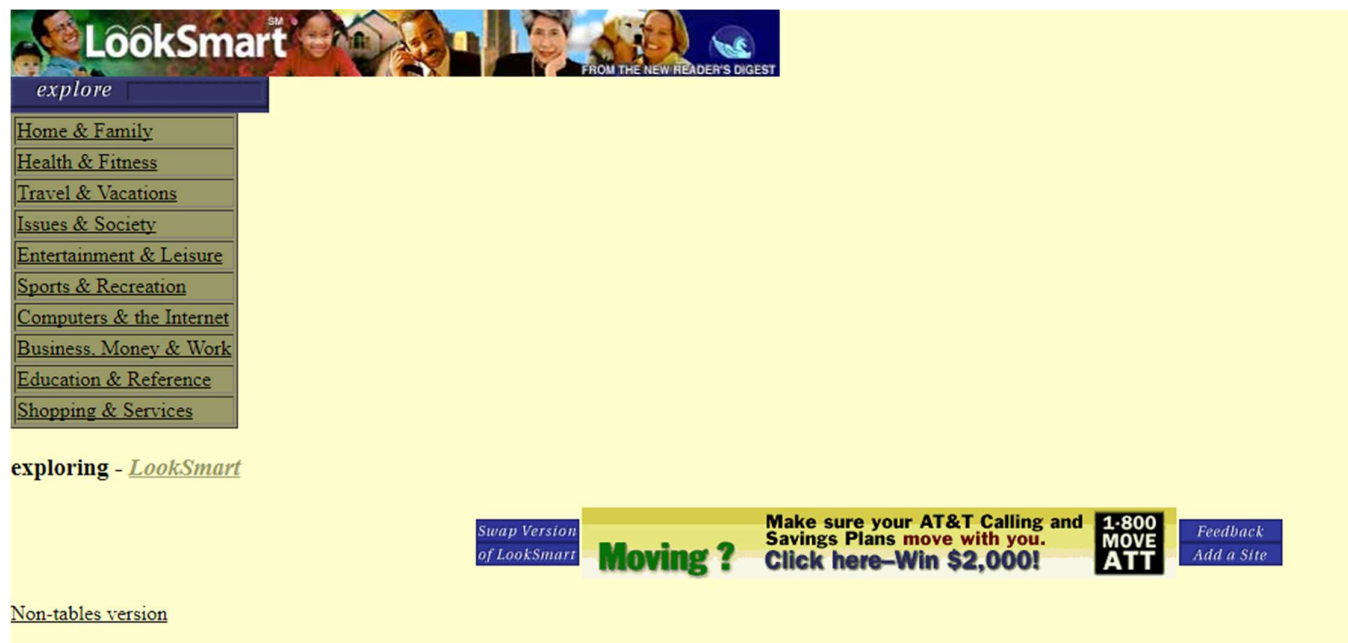 LookSmart SM
FROM THE NEW READER'S DIGEST
explore
Home & Family
Health & Fitness
Travel & Vacations
Issues & Society
Entertainment & Leisure
Sports & Recreation
Computers & the Internet
Business, Money & Work
Education & Reference
Shopping & Services
exploring - LookSmart
Swap Version
of LookSmart
Moving ?
Make sure your AT&T Calling and
Savings Plans move with you.
Click here–Win $2,000!
1-800
MOVE
ATT
Feedback
Add a Site
Non-tables version